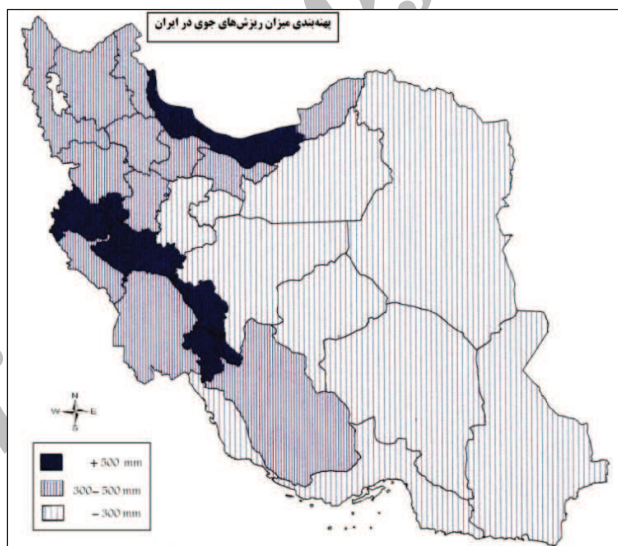 پهنه‌بندی میزان ریزش‌های جوی در ایران
N
W E
S
+ 500 mm
300 – 500 mm
– 300 mm